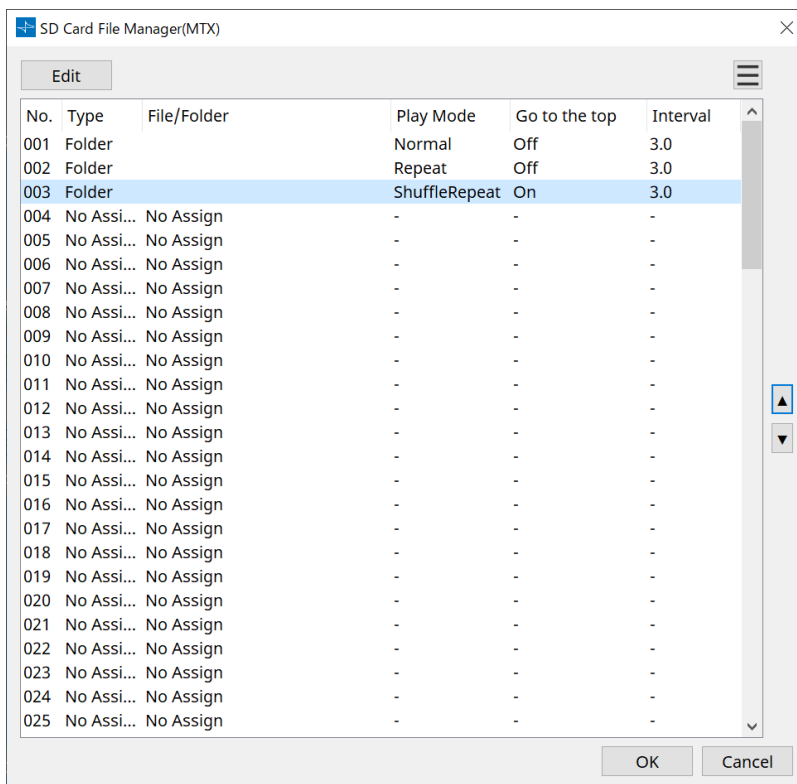 SD Card File Manager(MTX)
Edit
No. Type File/Folder Play Mode Go to the top Interval
001 Folder Normal Off 3.0
002 Folder Repeat Off 3.0
003 Folder ShuffleRepeat On 3.0
004 No Assi... No Assign - - -
005 No Assi... No Assign - - -
006 No Assi... No Assign - - -
007 No Assi... No Assign - - -
008 No Assi... No Assign - - -
009 No Assi... No Assign - - -
010 No Assi... No Assign - - -
011 No Assi... No Assign - - -
012 No Assi... No Assign - - -
013 No Assi... No Assign - - -
014 No Assi... No Assign - - -
015 No Assi... No Assign - - -
016 No Assi... No Assign - - -
017 No Assi... No Assign - - -
018 No Assi... No Assign - - -
019 No Assi... No Assign - - -
020 No Assi... No Assign - - -
021 No Assi... No Assign - - -
022 No Assi... No Assign - - -
023 No Assi... No Assign - - -
024 No Assi... No Assign - - -
025 No Assi... No Assign - - -
OK Cancel